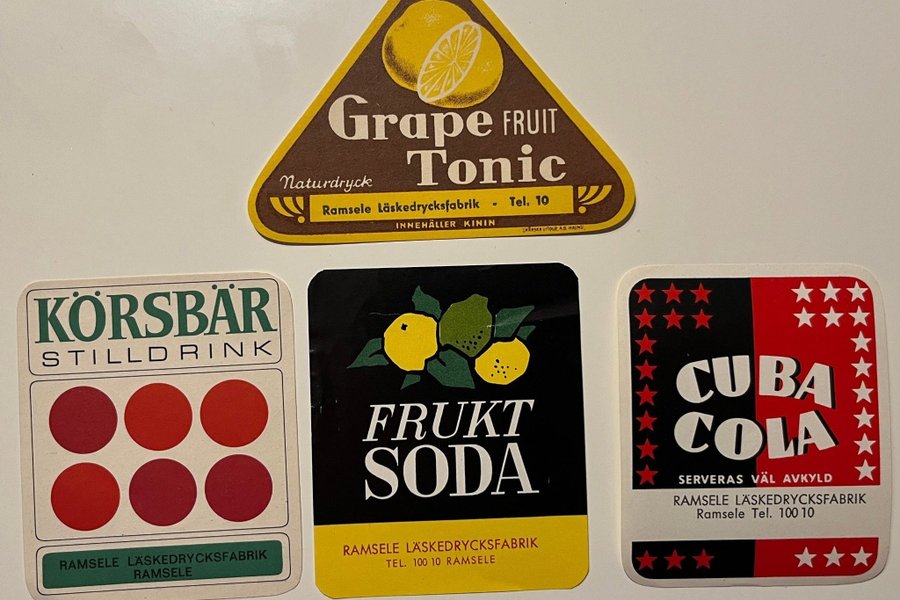 Grape FRUIT
Tonic
Naturdryck
Ramsele Läskedrycksfabrik - Tel. 10
INNEHÅLLER KININ
KÖRSBÄR
STILLDRINK
RAMSELE LÄSKEDRYCKSFABRIK
RAMSELE
FRUKT
SODA
RAMSELE LÄSKEDRYCKSFABRIK
TEL. 100 10 RAMSELE
CUBA
COLA
SERVERAS VÄL AVKYLD
RAMSELE LÄSKEDRYCKSFABRIK
Ramsele Tel. 100 10